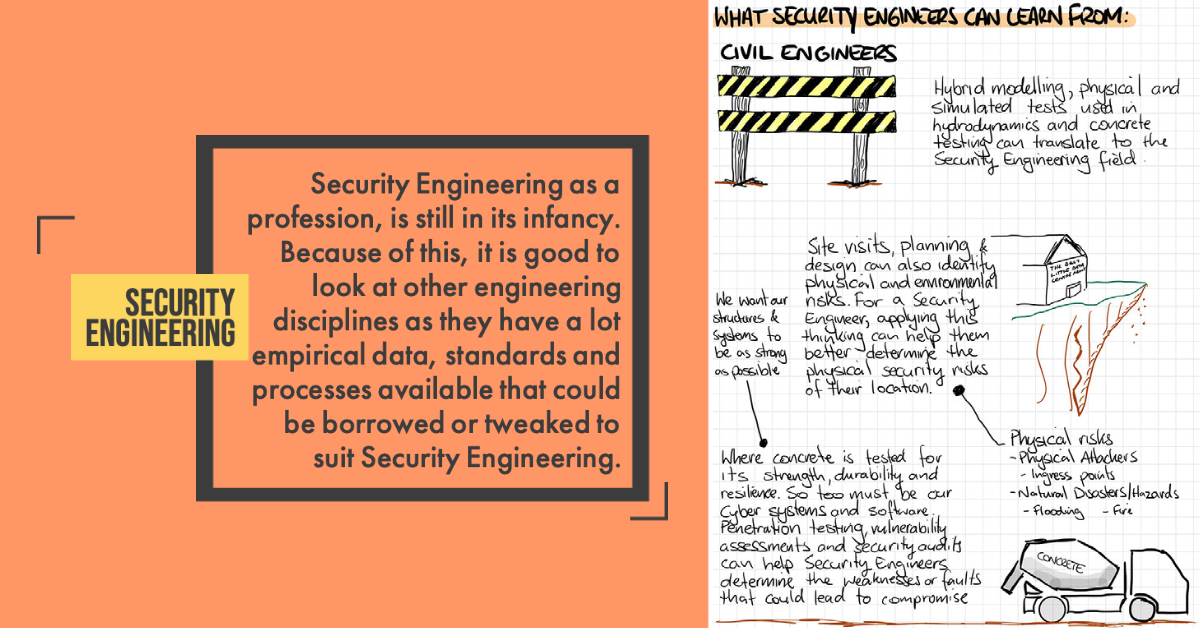 SECURITY
ENGINEERING
Security Engineering as a
profession, is still in its infancy.
Because of this, it is good to
look at other engineering
disciplines as they have a lot
empirical data, standards and
processes available that could
be borrowed or tweaked to
suit Security Engineering.
WHAT SECURITY ENGINEERS CAN LEARN FROM:
CIVIL ENGINEERS
Hybrid modelling, physical and
simulated tests used in
hydrodynamics and concrete
testing can translate to the
Security Engineering field.
Site visits, planning &
design can also identify
physical and environmental
risks. For a Security
Engineer, applying this
thinking can help them
better determine the
physical security risks
of their location.
THE BEST
LITTLE DATA
CENTRE
We want our
structures &
systems to
be as strong
as possible
Where concrete is tested for
its strength, durability and
resilience. So too must be our
Cyber systems and software.
Penetration testing, vulnerability
assessments and security audits
can help Security Engineers
determine the weaknesses or faults
that could lead to compromise
Physical risks
- Physical Attackers
- Ingress points
- Natural Disasters/Hazards
- Flooding - Fire
CONCRETE